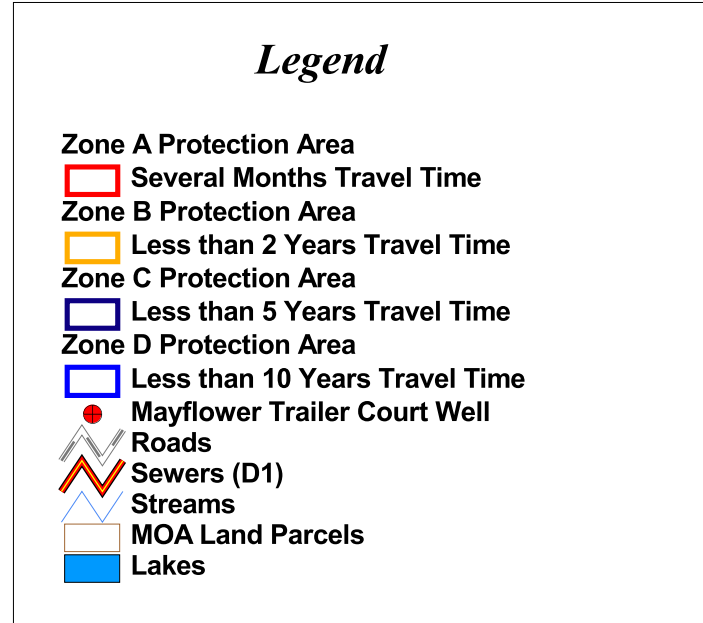 Legend
Zone A Protection Area
Several Months Travel Time
Zone B Protection Area
Less than 2 Years Travel Time
Zone C Protection Area
Less than 5 Years Travel Time
Zone D Protection Area
Less than 10 Years Travel Time
Mayflower Trailer Court Well
Roads
Sewers (D1)
Streams
MOA Land Parcels
Lakes